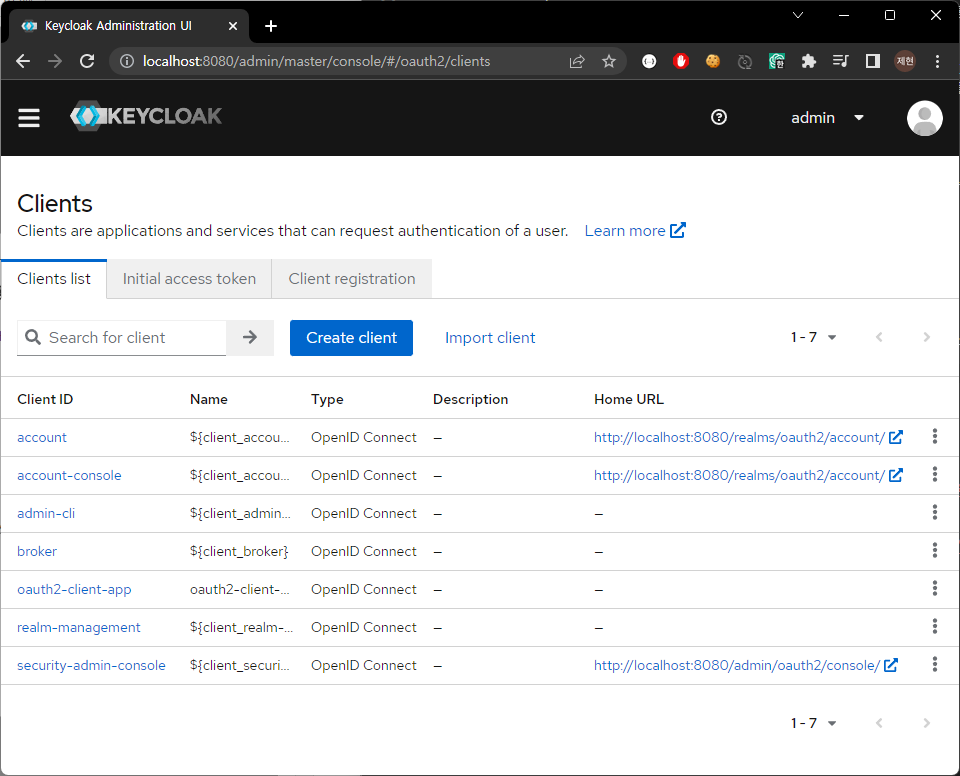 Keycloak Administration UI
localhost:8080/admin/master/console/#/oauth2/clients
제현
KEYCLOAK
admin
Clients
Clients are applications and services that can request authentication of a user. Learn more
Clients list Initial access token Client registration
Search for client Create client Import client 1 - 7
Client ID Name Type Description Home URL
account ${client_accou... OpenID Connect – http://localhost:8080/realms/oauth2/account/
account-console ${client_accou... OpenID Connect – http://localhost:8080/realms/oauth2/account/
admin-cli ${client_admin... OpenID Connect – –
broker ${client_broker} OpenID Connect – –
oauth2-client-app oauth2-client-... OpenID Connect – –
realm-management ${client_realm-... OpenID Connect – –
security-admin-console ${client_securi... OpenID Connect – http://localhost:8080/admin/oauth2/console/
1 - 7